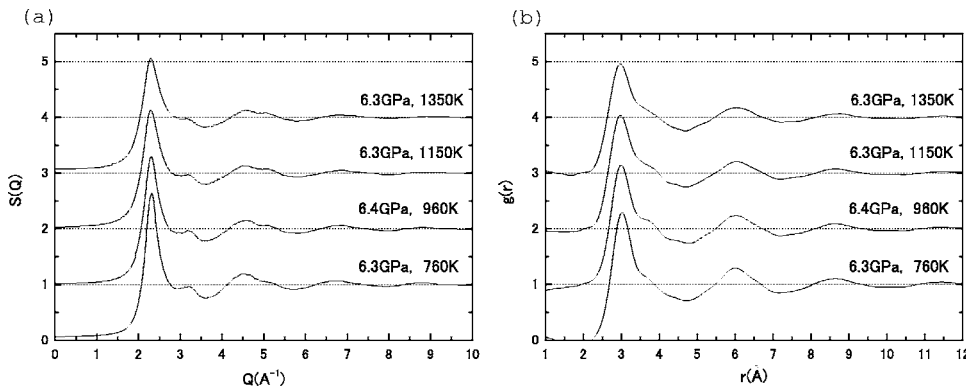 (a)
5
4
3
2
1
0
S(Q)
6.3GPa, 1350K
6.3GPa, 1150K
6.4GPa, 960K
6.3GPa, 760K
0 1 2 3 4 5 6 7 8 9 10
Q(A⁻¹)
(b)
5
4
3
2
1
0
g(r)
6.3GPa, 1350K
6.3GPa, 1150K
6.4GPa, 960K
6.3GPa, 760K
1 2 3 4 5 6 7 8 9 10 11 12
r(Å)